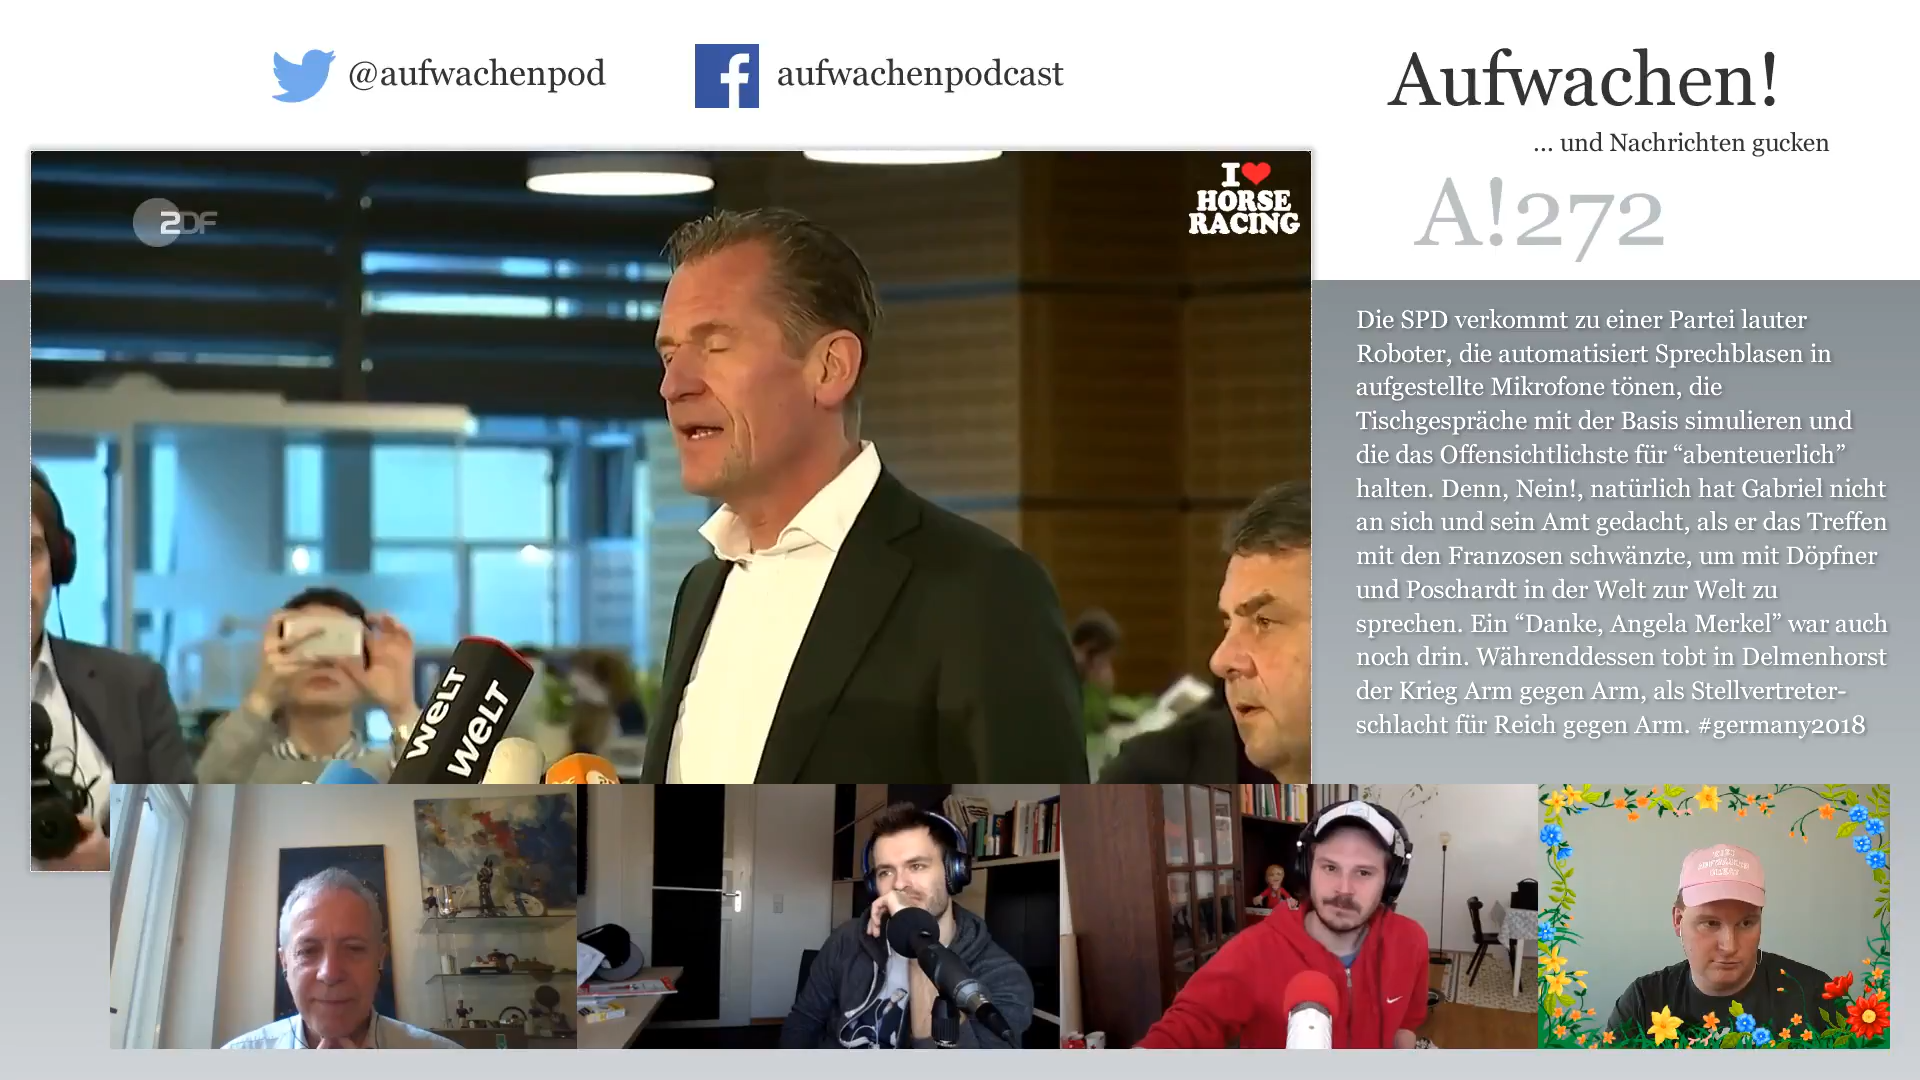 @aufwachenpod
aufwachenpodcast
Aufwachen!
... und Nachrichten gucken
A!272
2DF
I
HORSE
RACING
WELT
WELT
Die SPD verkommt zu einer Partei lauter
Roboter, die automatisiert Sprechblasen in
aufgestellte Mikrofone tönen, die
Tischgespräche mit der Basis simulieren und
die das Offensichtlichste für “abenteuerlich”
halten. Denn, Nein!, natürlich hat Gabriel nicht
an sich und sein Amt gedacht, als er das Treffen
mit den Franzosen schwänzte, um mit Döpfner
und Poschardt in der Welt zur Welt zu
sprechen. Ein “Danke, Angela Merkel” war auch
noch drin. Währenddessen tobt in Delmenhorst
der Krieg Arm gegen Arm, als Stellvertreter-
schlacht für Reich gegen Arm. #germany2018